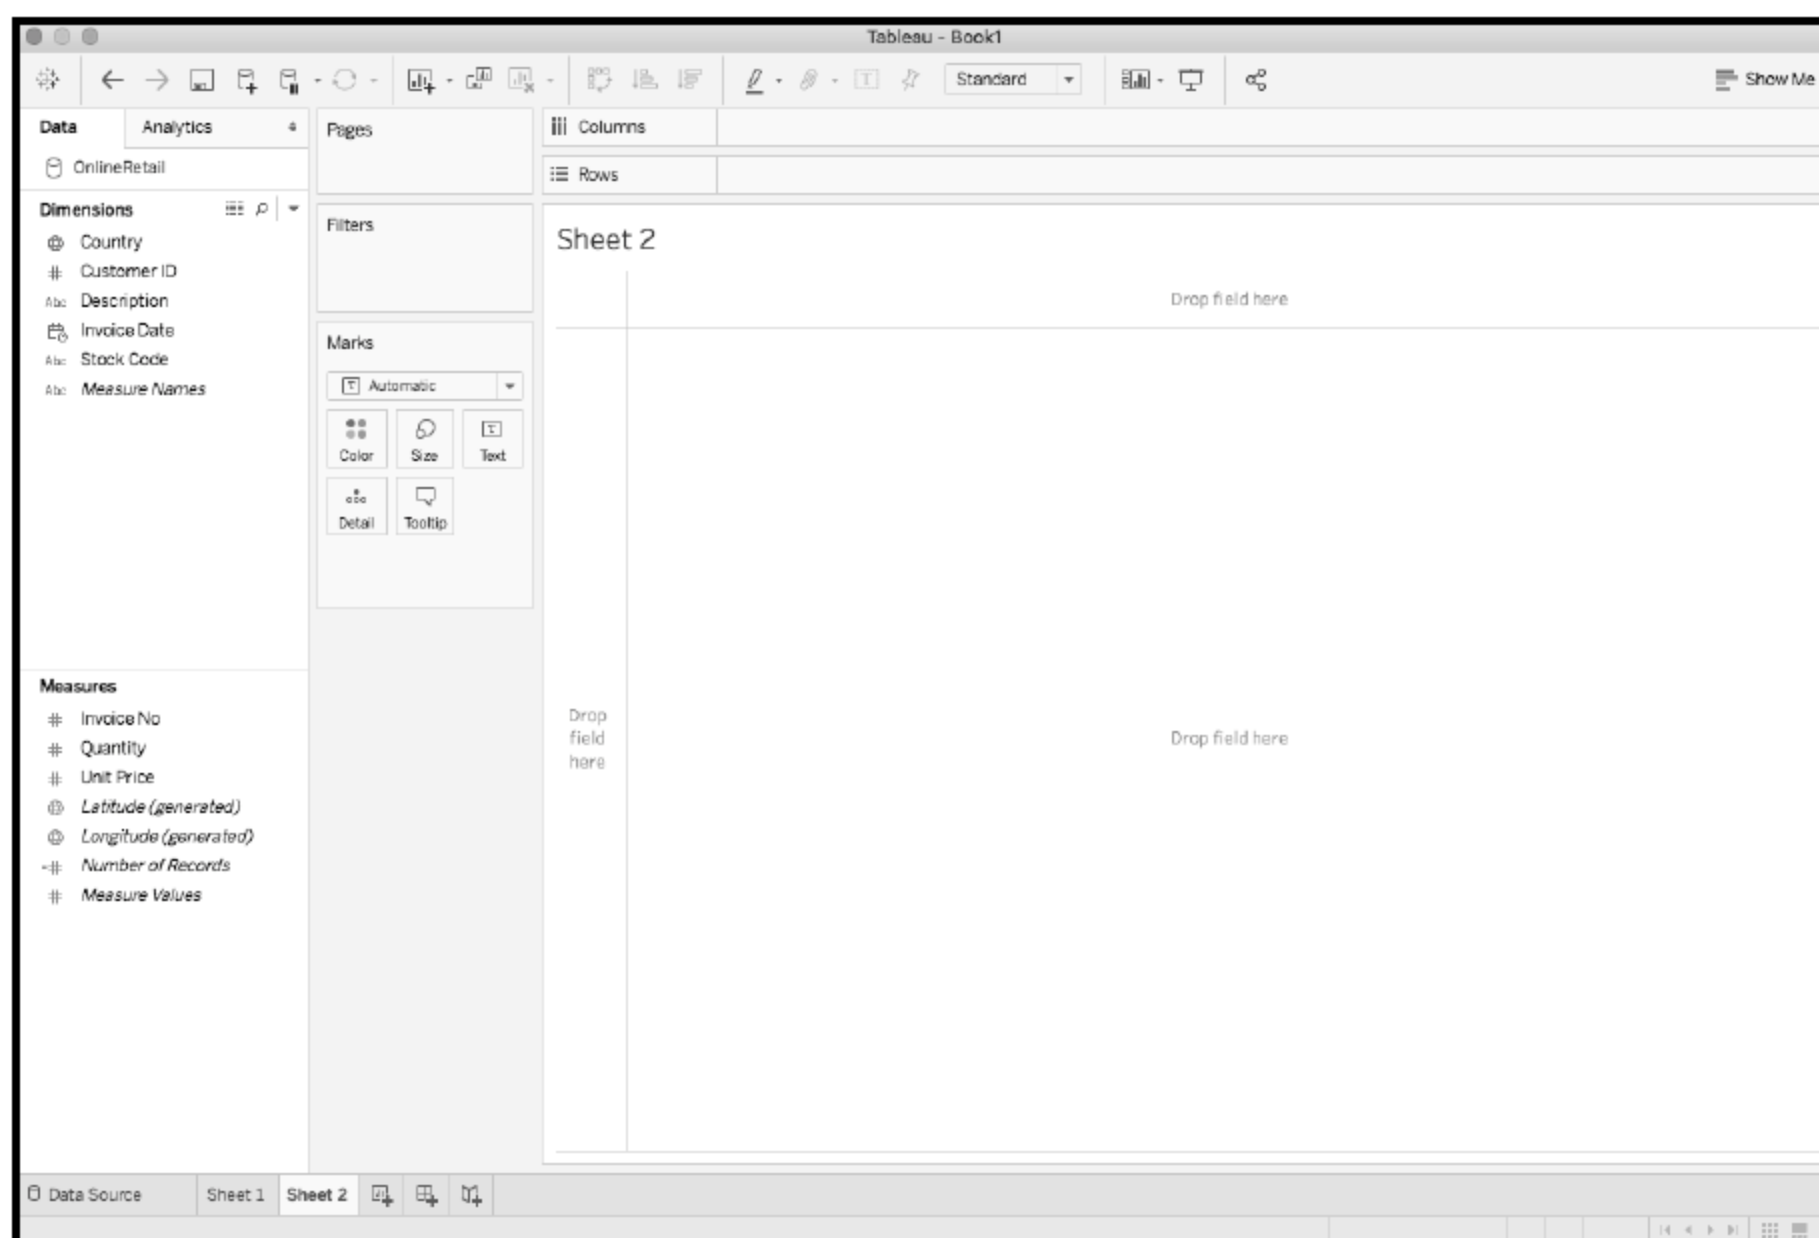 Tableau - Book1
Standard
Show Me
Data
Analytics
Pages
Columns
OnlineRetail
Rows
Dimensions
Filters
Sheet 2
Country
Customer ID
Abc Description
Invoice Date
Abc Stock Code
Abc Measure Names
Drop field here
Marks
Automatic
Color
Size
Text
Detail
Tooltip
Measures
Invoice No
Quantity
Unit Price
Latitude (generated)
Longitude (generated)
Number of Records
Measure Values
Drop
field
here
Drop field here
Data Source
Sheet 1
Sheet 2